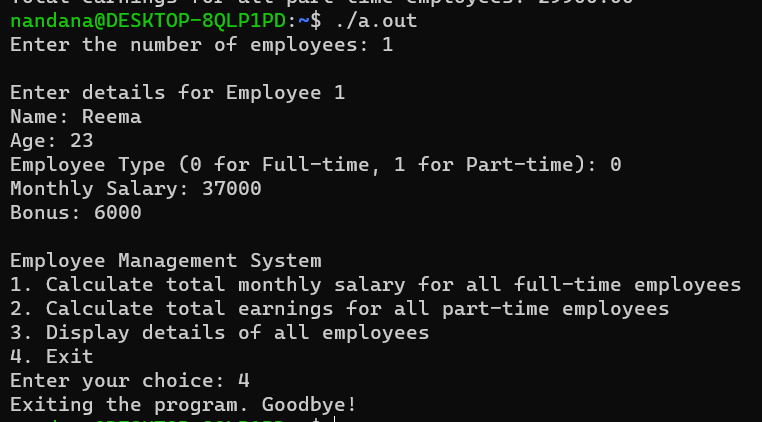 Total earnings for all part-time employees: 29900.00
nandana@DESKTOP-8QLP1PD:~$ ./a.out
Enter the number of employees: 1
Enter details for Employee 1
Name: Reema
Age: 23
Employee Type (0 for Full-time, 1 for Part-time): 0
Monthly Salary: 37000
Bonus: 6000
Employee Management System
1. Calculate total monthly salary for all full-time employees
2. Calculate total earnings for all part-time employees
3. Display details of all employees
4. Exit
Enter your choice: 4
Exiting the program. Goodbye!